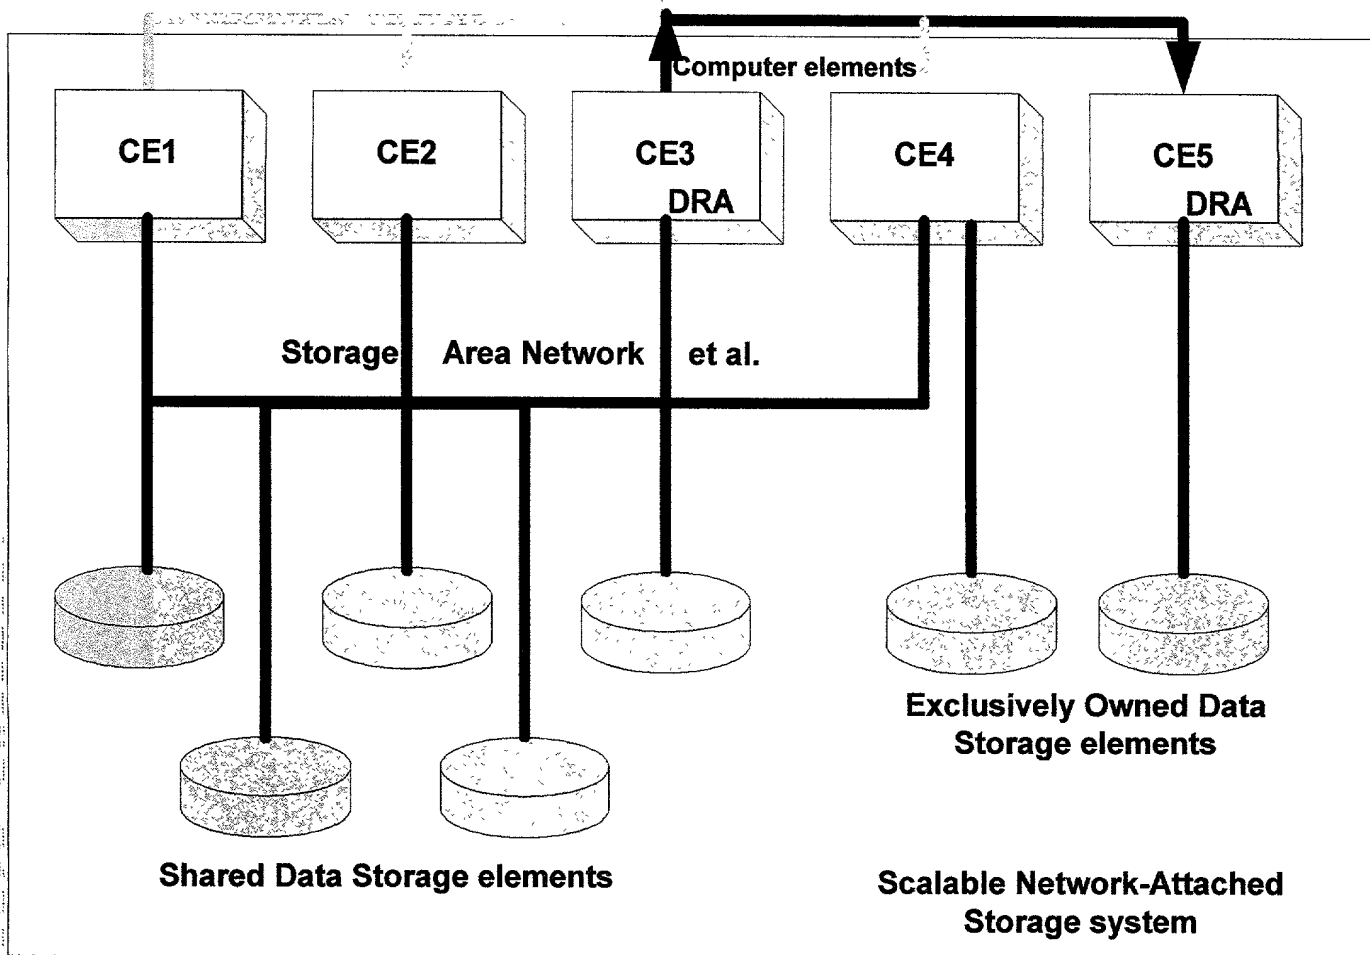 Computer elements
CE1
CE2
CE3
CE4
CE5
DRA
DRA
Storage Area Network et al.
Exclusively Owned Data
Storage elements
Shared Data Storage elements
Scalable Network-Attached
Storage system